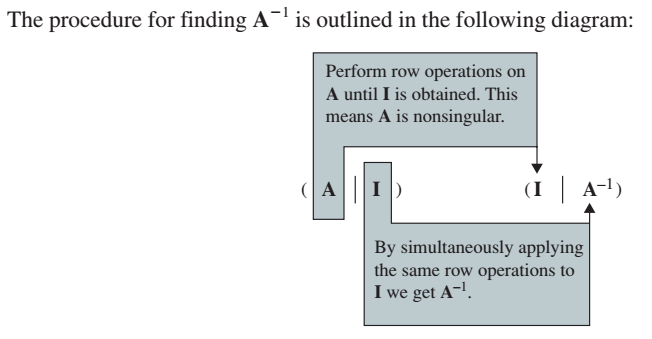 The procedure for finding A⁻¹ is outlined in the following diagram:
Perform row operations on
A until I is obtained. This
means A is nonsingular.
( A | I ) (I | A⁻¹)
By simultaneously applying
the same row operations to
I we get A⁻¹.